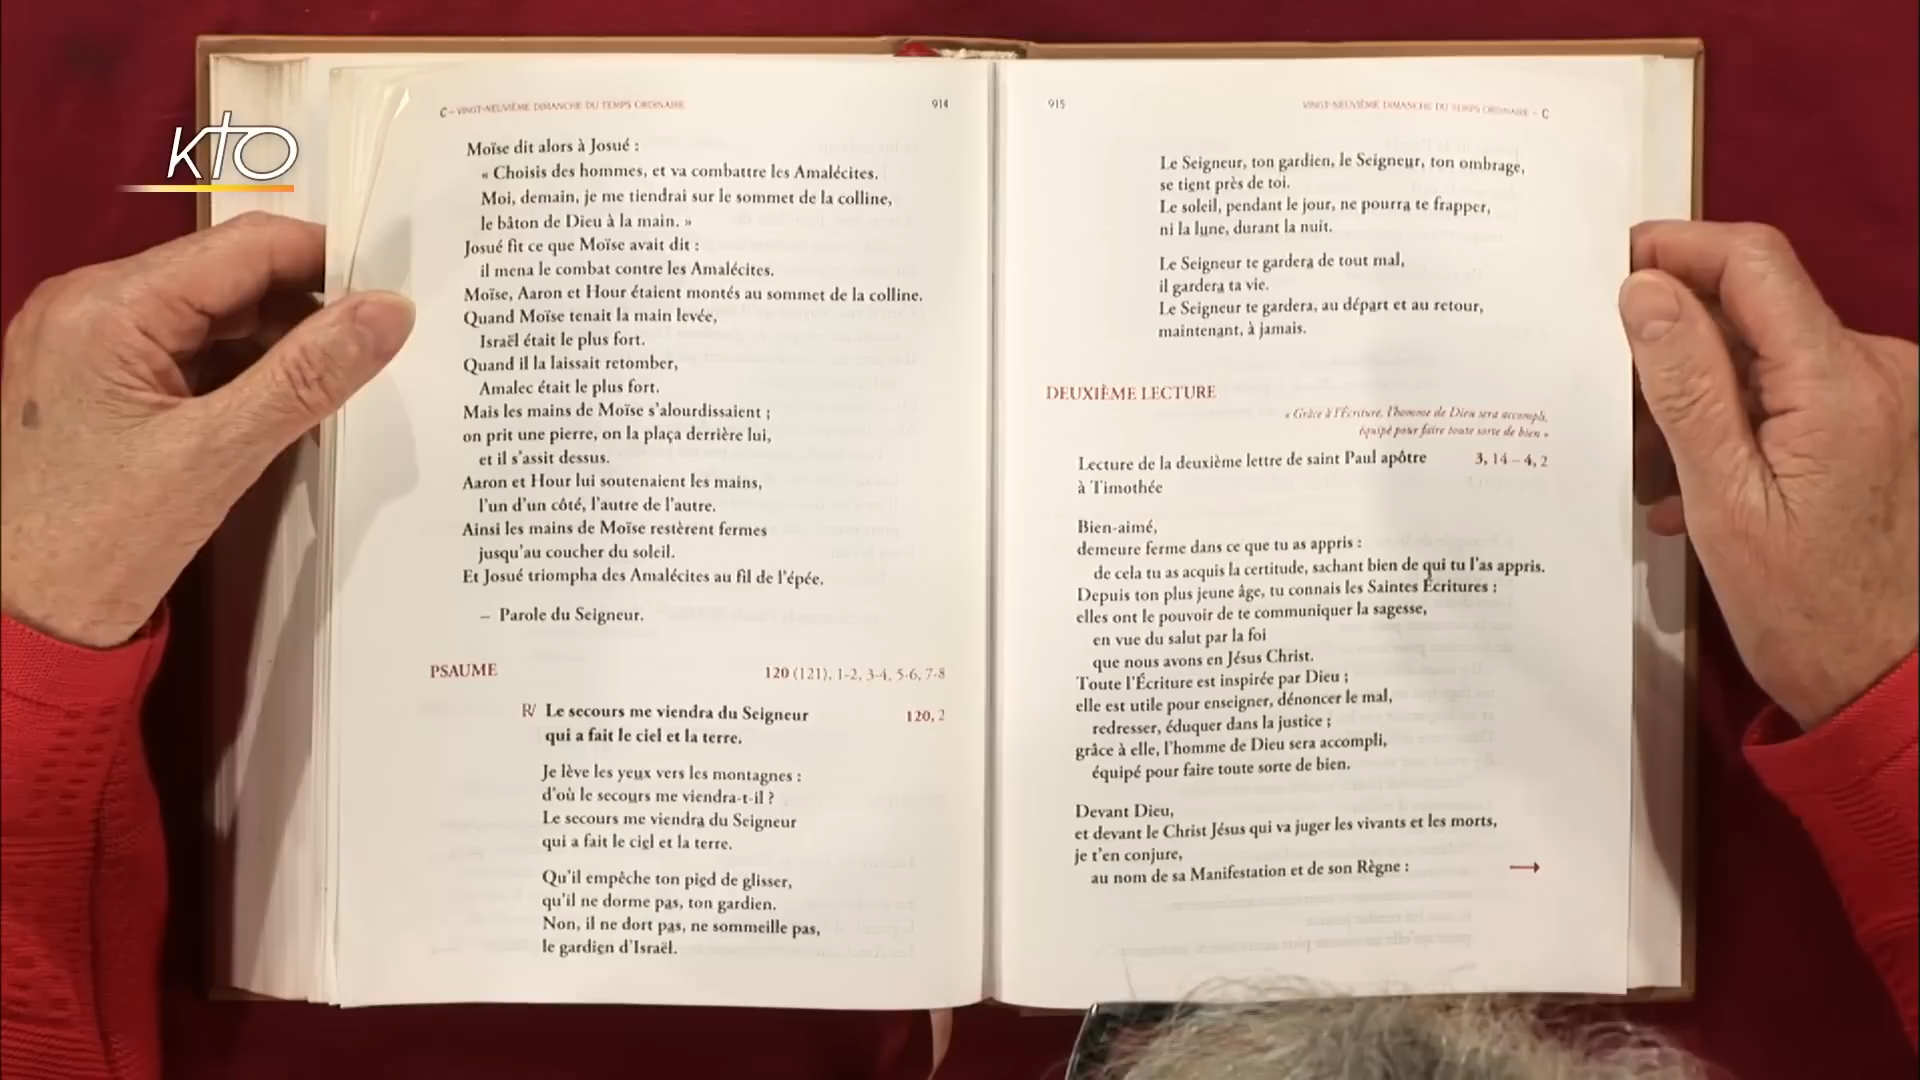 KTO
C – VINGT-NEUVIÈME DIMANCHE DU TEMPS ORDINAIRE
914
Moïse dit alors à Josué :
« Choisis des hommes, et va combattre les Amalécites.
Moi, demain, je me tiendrai sur le sommet de la colline,
le bâton de Dieu à la main. »
Josué fit ce que Moïse avait dit :
il mena le combat contre les Amalécites.
Moïse, Aaron et Hour étaient montés au sommet de la colline.
Quand Moïse tenait la main levée,
Israël était le plus fort.
Quand il la laissait retomber,
Amalec était le plus fort.
Mais les mains de Moïse s'alourdissaient ;
on prit une pierre, on la plaça derrière lui,
et il s'assit dessus.
Aaron et Hour lui soutenaient les mains,
l'un d'un côté, l'autre de l'autre.
Ainsi les mains de Moïse restèrent fermes
jusqu'au coucher du soleil.
Et Josué triompha des Amalécites au fil de l'épée.
– Parole du Seigneur.
PSAUME 120 (121), 1-2, 3-4, 5-6, 7-8
R/ Le secours me viendra du Seigneur 120, 2
qui a fait le ciel et la terre.
Je lève les yeux vers les montagnes :
d'où le secours me viendra-t-il ?
Le secours me viendra du Seigneur
qui a fait le ciel et la terre.
Qu'il empêche ton pied de glisser,
qu'il ne dorme pas, ton gardien.
Non, il ne dort pas, ne sommeille pas,
le gardien d'Israël.
915
VINGT-NEUVIÈME DIMANCHE DU TEMPS ORDINAIRE – C
Le Seigneur, ton gardien, le Seigneur, ton ombrage,
se tient près de toi.
Le soleil, pendant le jour, ne pourra te frapper,
ni la lune, durant la nuit.
Le Seigneur te gardera de tout mal,
il gardera ta vie.
Le Seigneur te gardera, au départ et au retour,
maintenant, à jamais.
DEUXIÈME LECTURE
« Grâce à l'Écriture, l'homme de Dieu sera accompli,
équipé pour faire toute sorte de bien »
Lecture de la deuxième lettre de saint Paul apôtre 3, 14 – 4, 2
à Timothée
Bien-aimé,
demeure ferme dans ce que tu as appris :
de cela tu as acquis la certitude, sachant bien de qui tu l'as appris.
Depuis ton plus jeune âge, tu connais les Saintes Écritures :
elles ont le pouvoir de te communiquer la sagesse,
en vue du salut par la foi
que nous avons en Jésus Christ.
Toute l'Écriture est inspirée par Dieu ;
elle est utile pour enseigner, dénoncer le mal,
redresser, éduquer dans la justice ;
grâce à elle, l'homme de Dieu sera accompli,
équipé pour faire toute sorte de bien.
Devant Dieu,
et devant le Christ Jésus qui va juger les vivants et les morts,
je t'en conjure,
au nom de sa Manifestation et de son Règne : →